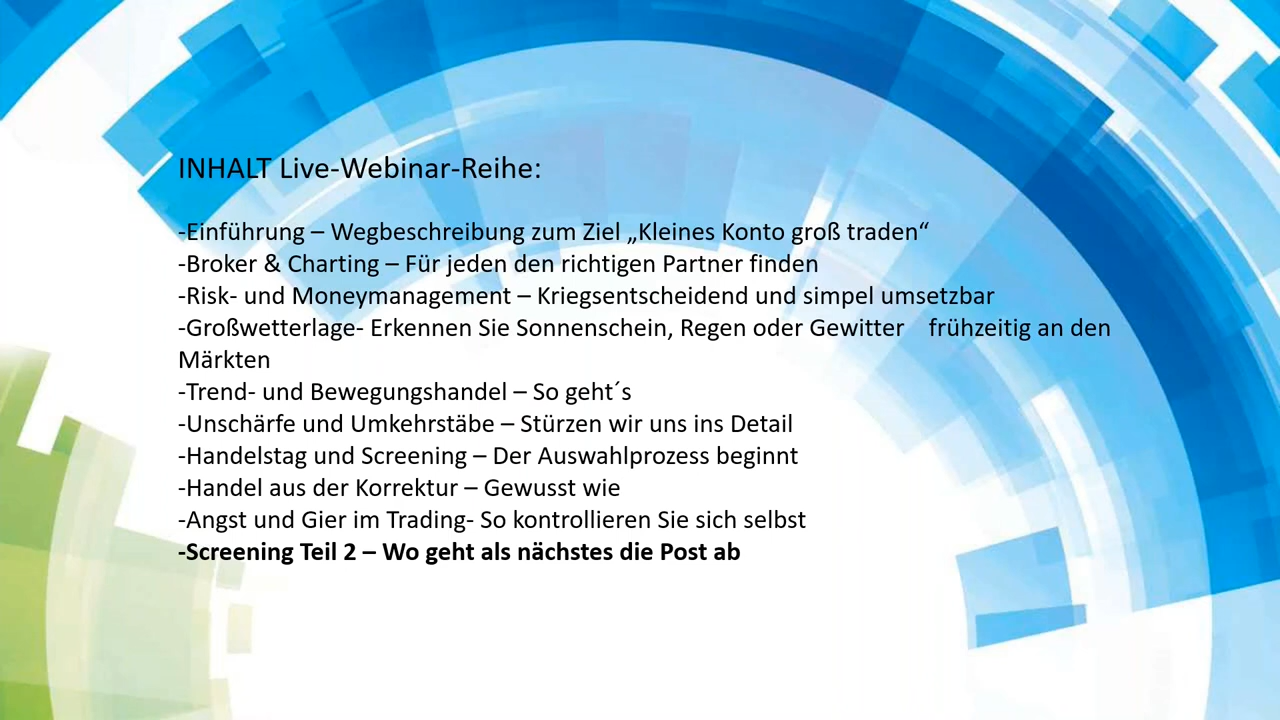 INHALT Live-Webinar-Reihe:
-Einführung – Wegbeschreibung zum Ziel „Kleines Konto groß traden“
-Broker & Charting – Für jeden den richtigen Partner finden
-Risk- und Moneymanagement – Kriegsentscheidend und simpel umsetzbar
-Großwetterlage- Erkennen Sie Sonnenschein, Regen oder Gewitter    frühzeitig an den
Märkten
-Trend- und Bewegungshandel – So geht´s
-Unschärfe und Umkehrstäbe – Stürzen wir uns ins Detail
-Handelstag und Screening – Der Auswahlprozess beginnt
-Handel aus der Korrektur – Gewusst wie
-Angst und Gier im Trading- So kontrollieren Sie sich selbst
-Screening Teil 2 – Wo geht als nächstes die Post ab